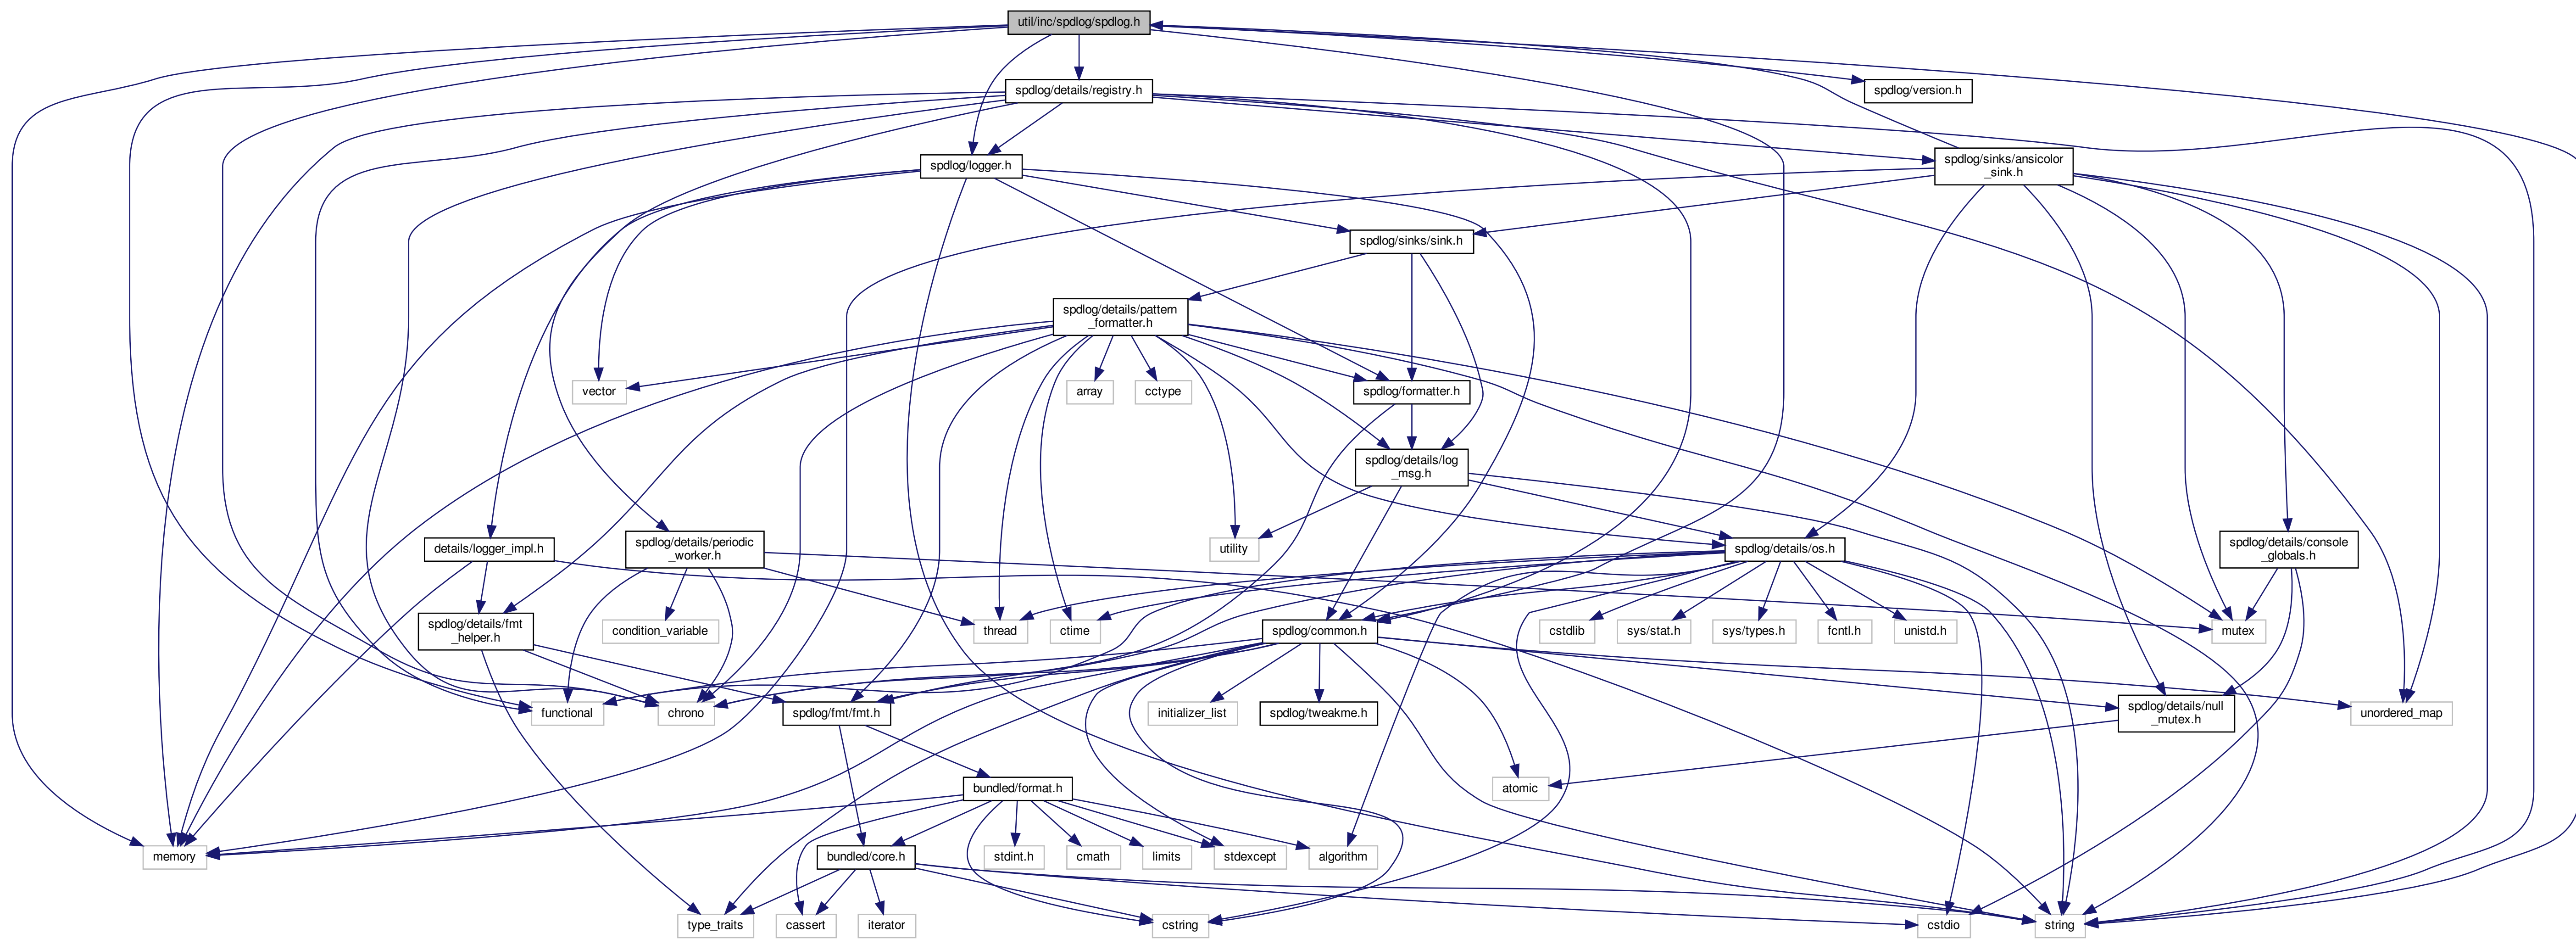 util/inc/spdlog/spdlog.h
spdlog/details/registry.h
spdlog/version.h
spdlog/logger.h
spdlog/sinks/ansicolor
_sink.h
spdlog/sinks/sink.h
spdlog/details/pattern
_formatter.h
vector
array
cctype
spdlog/formatter.h
spdlog/details/log
_msg.h
details/logger_impl.h
spdlog/details/periodic
_worker.h
utility
spdlog/details/os.h
spdlog/details/console
_globals.h
spdlog/details/fmt
_helper.h
condition_variable
thread
ctime
spdlog/common.h
cstdlib
sys/stat.h
sys/types.h
fcntl.h
unistd.h
mutex
functional
chrono
spdlog/fmt/fmt.h
initializer_list
spdlog/tweakme.h
spdlog/details/null
_mutex.h
unordered_map
bundled/format.h
atomic
memory
bundled/core.h
stdint.h
cmath
limits
stdexcept
algorithm
type_traits
cassert
iterator
cstring
cstdio
string